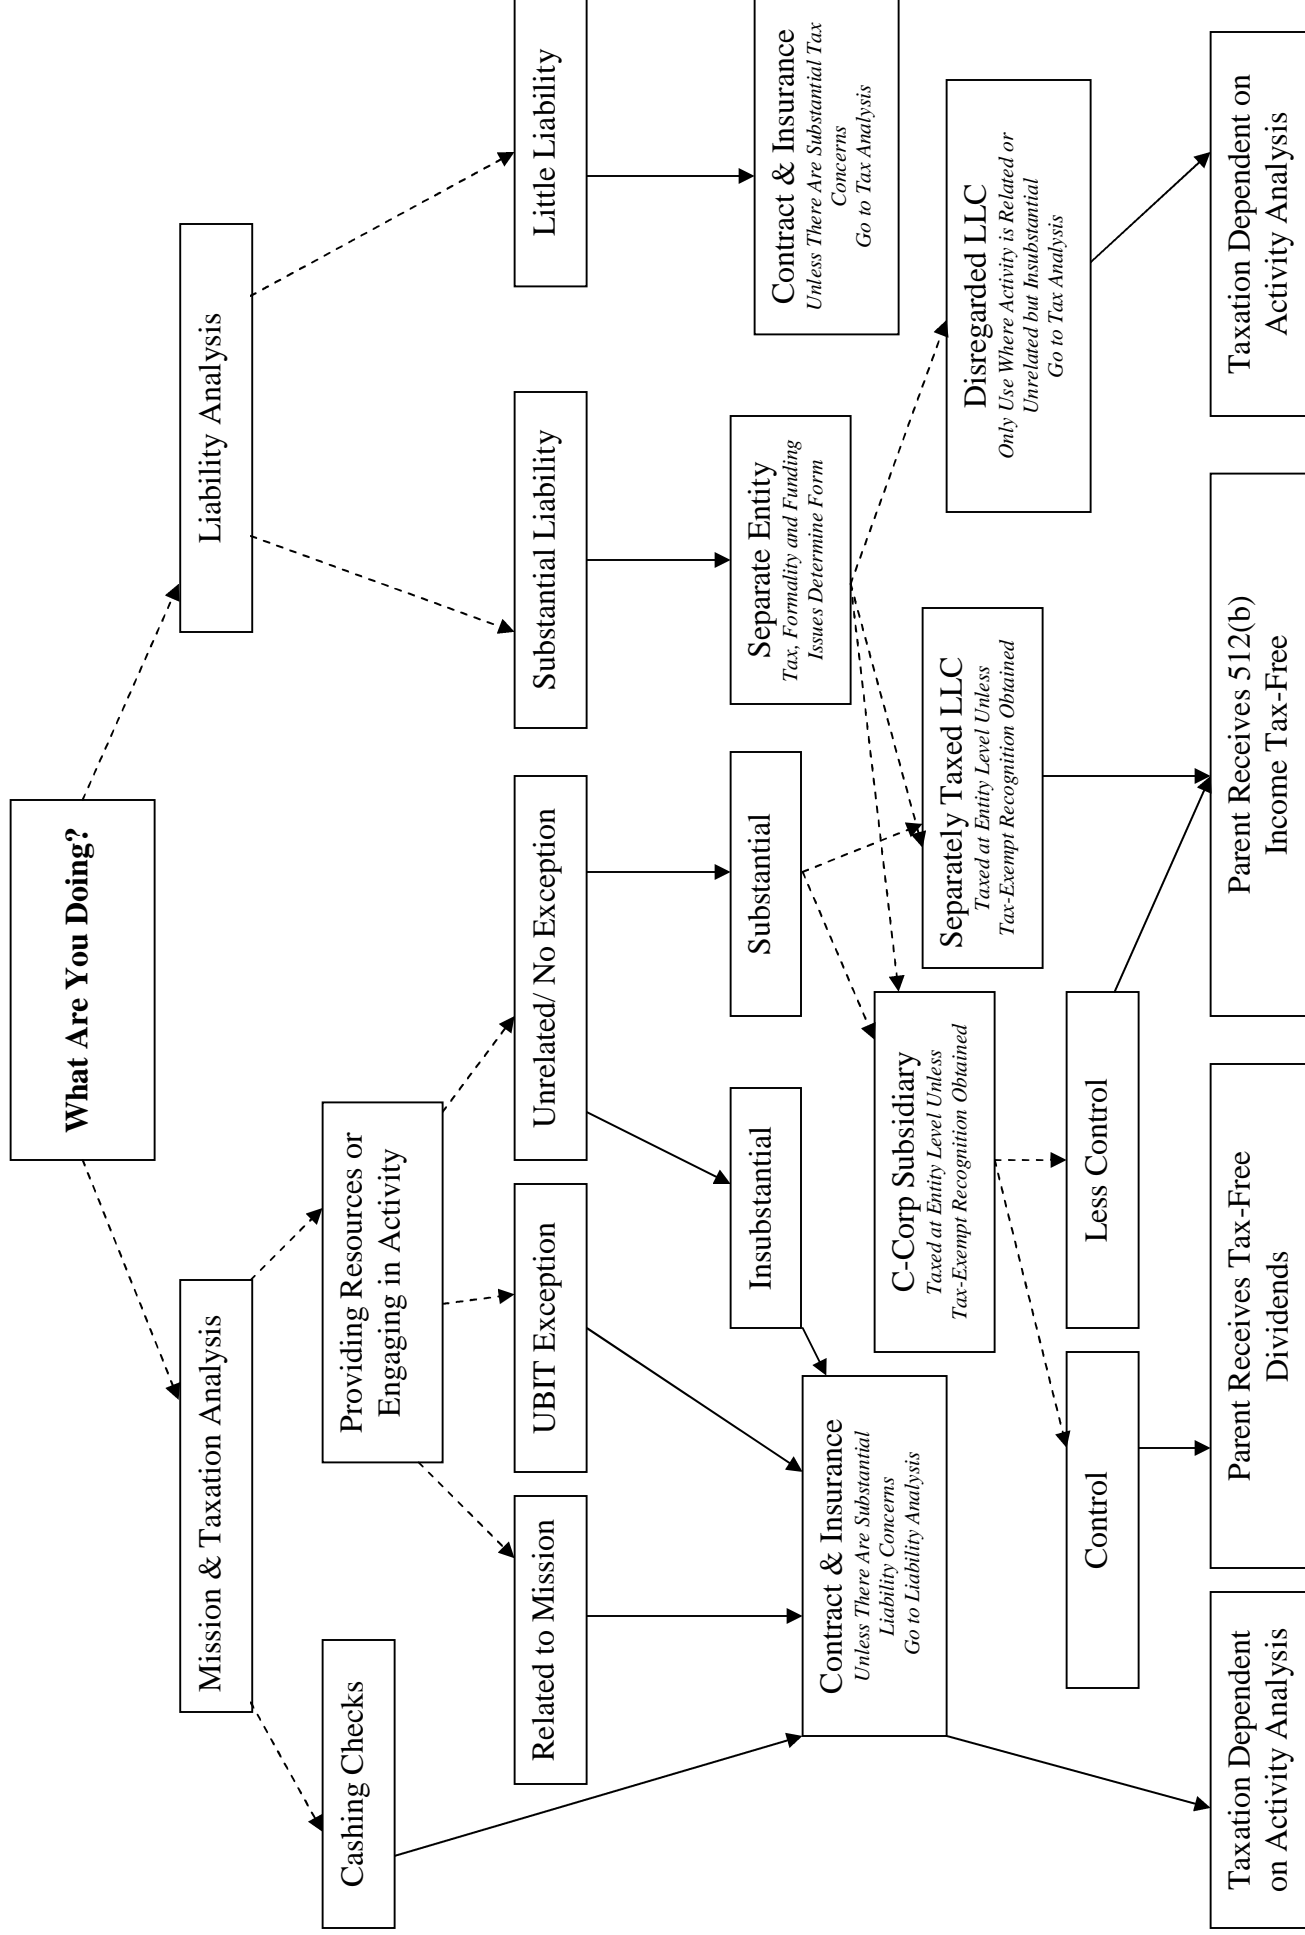 What Are You Doing?
Mission & Taxation Analysis
Liability Analysis
Cashing Checks
Providing Resources or
Engaging in Activity
Related to Mission
UBIT Exception
Unrelated/ No Exception
Substantial Liability
Little Liability
Insubstantial
Substantial
Separate Entity
Tax, Formality and Funding
Issues Determine Form
Contract & Insurance
Unless There Are Substantial Tax
Concerns
Go to Tax Analysis
Contract & Insurance
Unless There Are Substantial
Liability Concerns
Go to Liability Analysis
C-Corp Subsidiary
Taxed at Entity Level Unless
Tax-Exempt Recognition Obtained
Separately Taxed LLC
Taxed at Entity Level Unless
Tax-Exempt Recognition Obtained
Disregarded LLC
Only Use Where Activity is Related or
Unrelated but Insubstantial
Go to Tax Analysis
Control
Less Control
Taxation Dependent
on Activity Analysis
Parent Receives Tax-Free
Dividends
Parent Receives 512(b)
Income Tax-Free
Taxation Dependent on
Activity Analysis